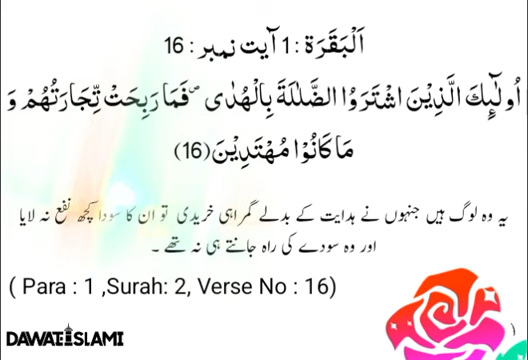 اَلْبَقَرَة : 1 آیت نمبر : 16
اُولٰٓىٕكَ الَّذِیْنَ اشْتَرَوُا الضَّلٰلَةَ بِالْهُدٰى ۪ فَمَا رَبِحَتْ تِّجَارَتُهُمْ وَ
مَا كَانُوْا مُهْتَدِیْنَ(16)
یہ وہ لوگ ہیں جنہوں نے ہدایت کے بدلے گمراہی خریدی تو ان کا سودا کچھ نفع نہ لایا
اور وہ سودے کی راہ جانتے ہی نہ تھے ۔
( Para : 1 ,Surah: 2, Verse No : 16)
DAWAT-E-ISLAMI